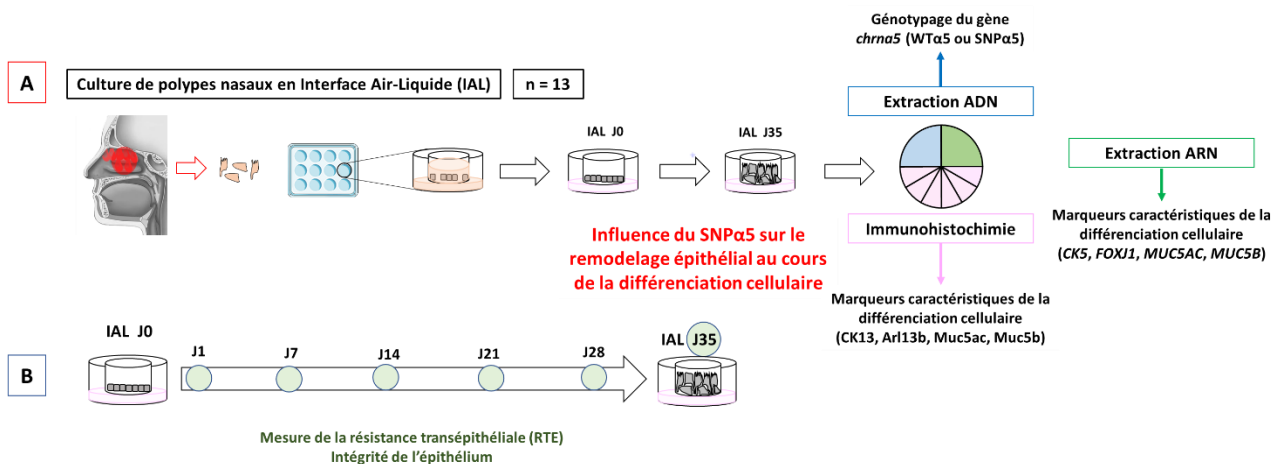 Génotypage du gène
chrna5 (WTα5 ou SNPα5)
A
Culture de polypes nasaux en Interface Air-Liquide (IAL)
n = 13
Extraction ADN
IAL J0
IAL J35
Extraction ARN
Marqueurs caractéristiques de la
différenciation cellulaire
(CK5, FOXJ1, MUC5AC, MUC5B)
Influence du SNPα5 sur le
remodelage épithélial au cours
de la différenciation cellulaire
Immunohistochimie
Marqueurs caractéristiques de la
différenciation cellulaire
(CK13, Arl13b, Muc5ac, Muc5b)
B
IAL J0
J1
J7
J14
J21
J28
IAL J35
Mesure de la résistance transépithéliale (RTE)
Intégrité de l'épithélium